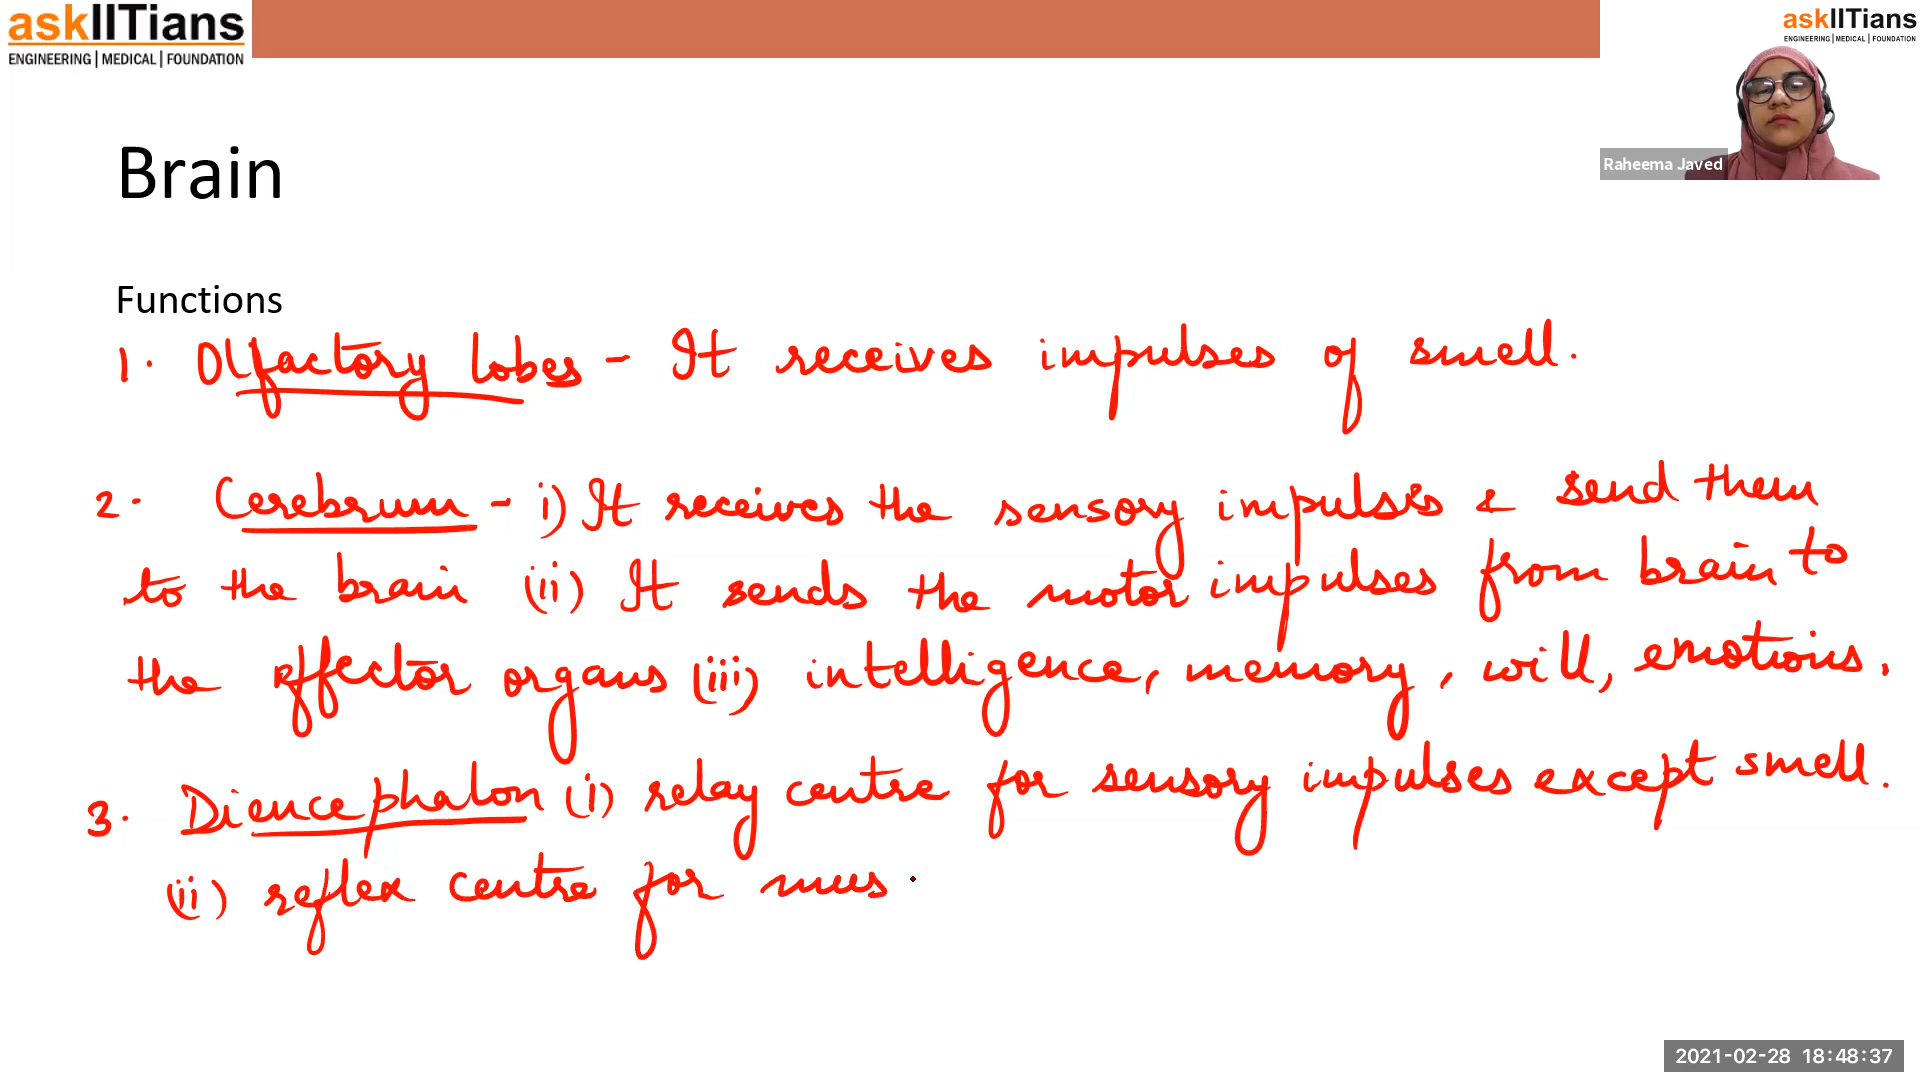 askIITians
ENGINEERING | MEDICAL | FOUNDATION
askIITians
ENGINEERING | MEDICAL | FOUNDATION
Raheema Javed
Brain
Functions
1. Olfactory lobes - It receives impulses of smell.
2. Cerebrum - i) It receives the sensory impulses & send them
to the brain (ii) It sends the motor impulses from brain to
the effector organs (iii) intelligence, memory, will, emotions.
3. Diencephalon (i) relay centre for sensory impulses except smell.
(ii) reflex centre for mus
2021-02-28 18:48:37